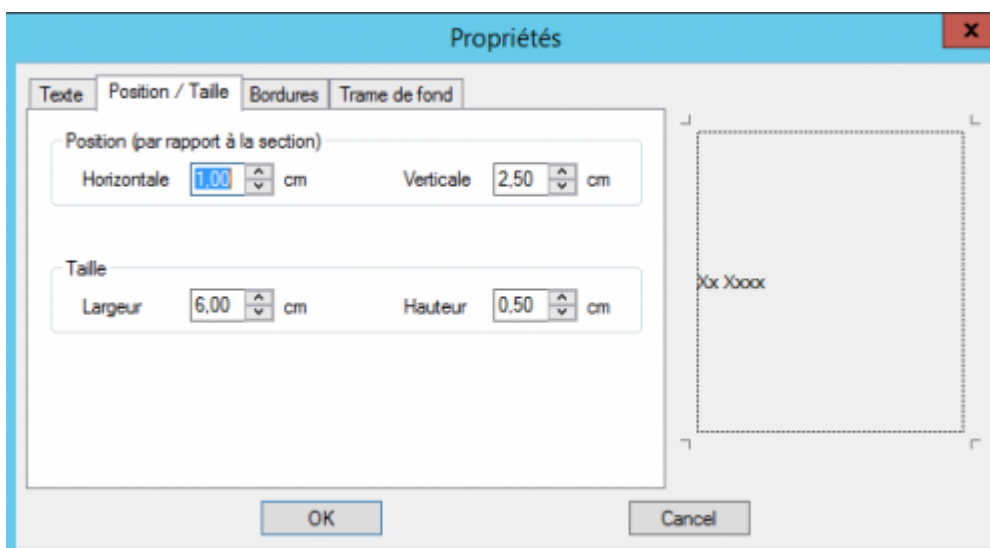 Propriétés
x
Texte Position / Taille Bordures Trame de fond
Position (par rapport à la section)
Horizontale 1,00 cm Verticale 2,50 cm
Taille
Largeur 6,00 cm Hauteur 0,50 cm
Xx Xxxx
OK Cancel